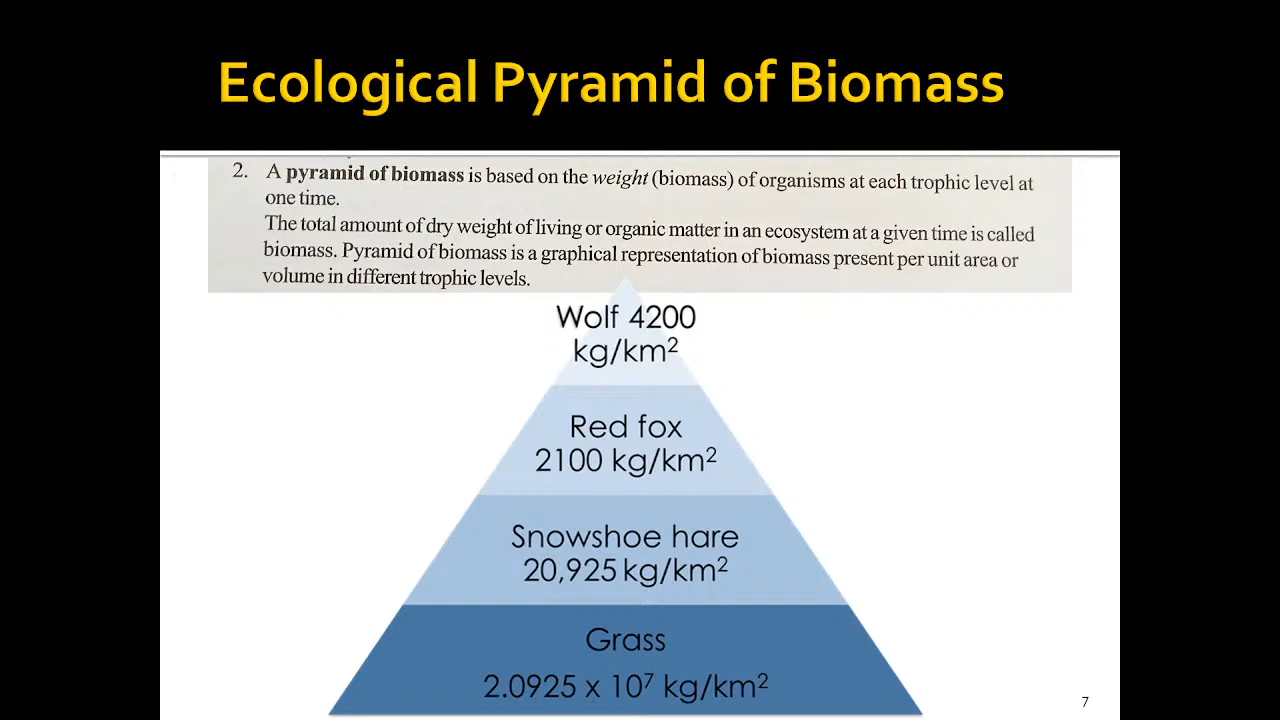 Ecological Pyramid of Biomass
2. A pyramid of biomass is based on the weight (biomass) of organisms at each trophic level at
one time.
The total amount of dry weight of living or organic matter in an ecosystem at a given time is called
biomass. Pyramid of biomass is a graphical representation of biomass present per unit area or
volume in different trophic levels.
Wolf 4200
kg/km²
Red fox
2100 kg/km²
Snowshoe hare
20,925 kg/km²
Grass
2.0925 x 10⁷ kg/km²
7